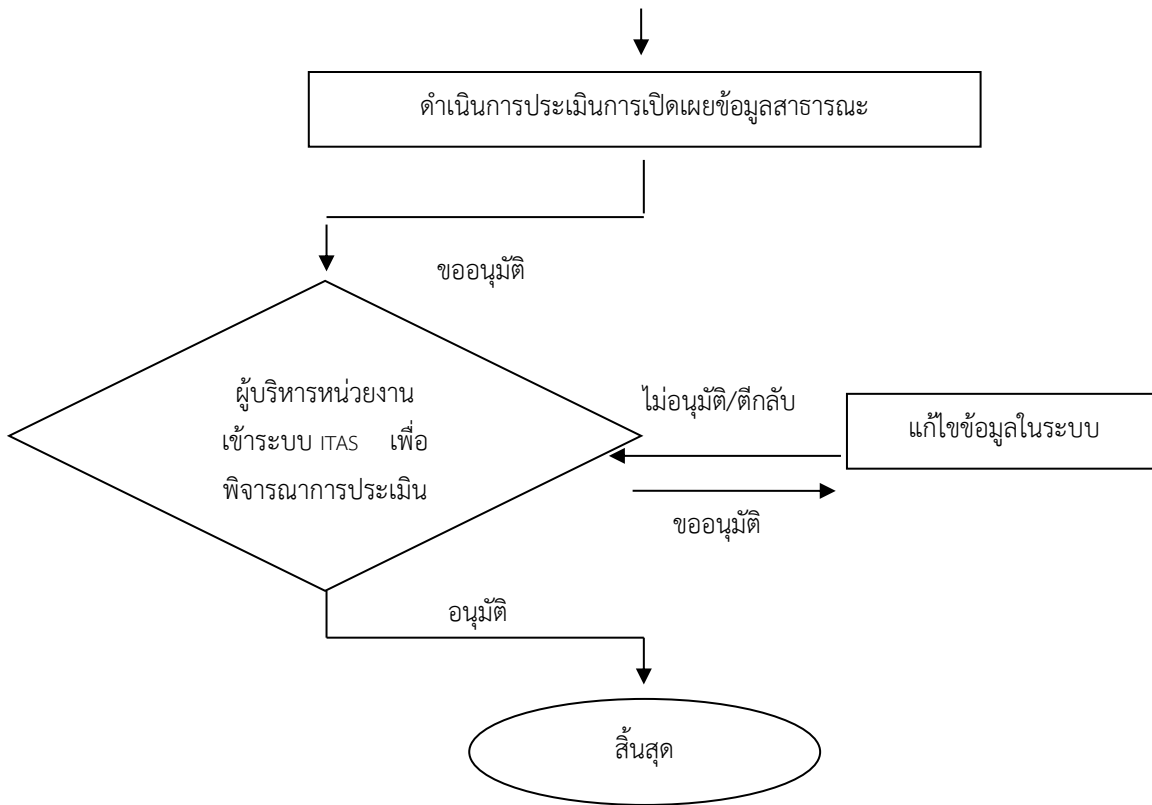 ดำเนินการประเมินการเปิดเผยข้อมูลสาธารณะ
ขออนุมัติ
ผู้บริหารหน่วยงาน
เข้าระบบ ITAS เพื่อ
พิจารณาการประเมิน
ไม่อนุมัติ/ตีกลับ
แก้ไขข้อมูลในระบบ
ขออนุมัติ
อนุมัติ
สิ้นสุด